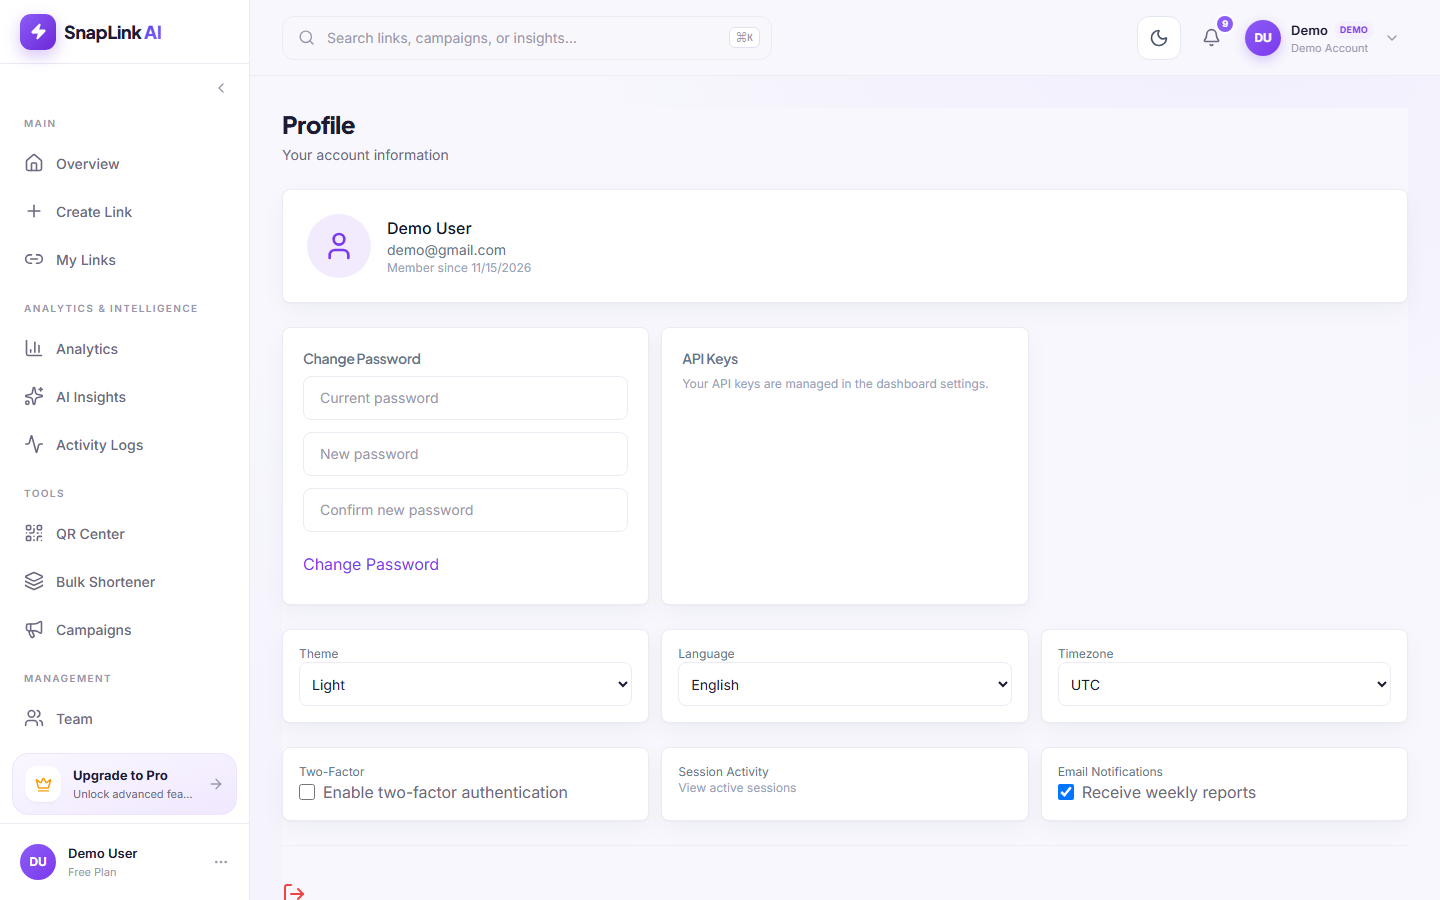 SnapLink AI
Search links, campaigns, or insights...
⌘K
9
DU
Demo DEMO
Demo Account
MAIN
Overview
Create Link
My Links
ANALYTICS & INTELLIGENCE
Analytics
AI Insights
Activity Logs
TOOLS
QR Center
Bulk Shortener
Campaigns
MANAGEMENT
Team
Upgrade to Pro
Unlock advanced fea...
DU
Demo User
Free Plan
Profile
Your account information
Demo User
demo@gmail.com
Member since 11/15/2026
Change Password
Current password
New password
Confirm new password
Change Password
API Keys
Your API keys are managed in the dashboard settings.
Theme
Light
Language
English
Timezone
UTC
Two-Factor
Enable two-factor authentication
Session Activity
View active sessions
Email Notifications
Receive weekly reports